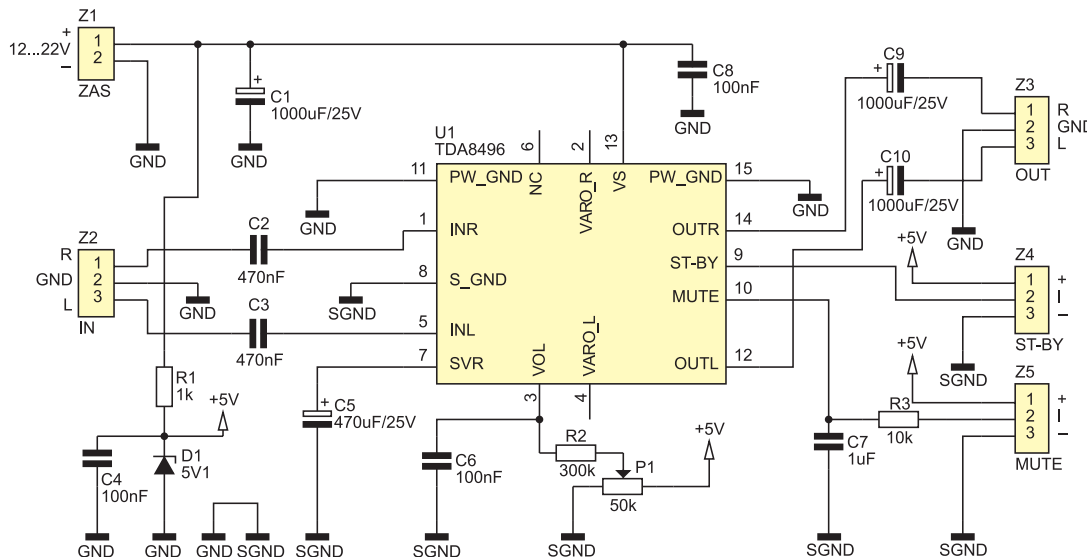 Z1
+
12...22V
–
1
2
ZAS
GND
+
C1
1000uF/25V
GND
C8
100nF
GND
C9
+
1000uF/25V
C10
+
1000uF/25V
Z3
1
2
3
R
GND
L
OUT
GND
U1
TDA8496
6
NC
2
VARO_R
13
VS
11
PW_GND
GND
1
INR
8
S_GND
SGND
5
INL
7
SVR
VOL
3
VARO_L
4
PW_GND
15
GND
OUTR
14
ST-BY
9
MUTE
10
OUTL
12
Z2
R
GND
L
1
2
3
IN
GND
C2
470nF
C3
470nF
R1
1k
+5V
D1
5V1
C4
100nF
GND
GND
GND
SGND
+
C5
470uF/25V
SGND
C6
100nF
SGND
R2
300k
P1
50k
+5V
SGND
+5V
Z4
1
2
3
+
I
–
ST-BY
SGND
+5V
Z5
1
2
3
+
I
–
MUTE
R3
10k
C7
1uF
SGND
SGND